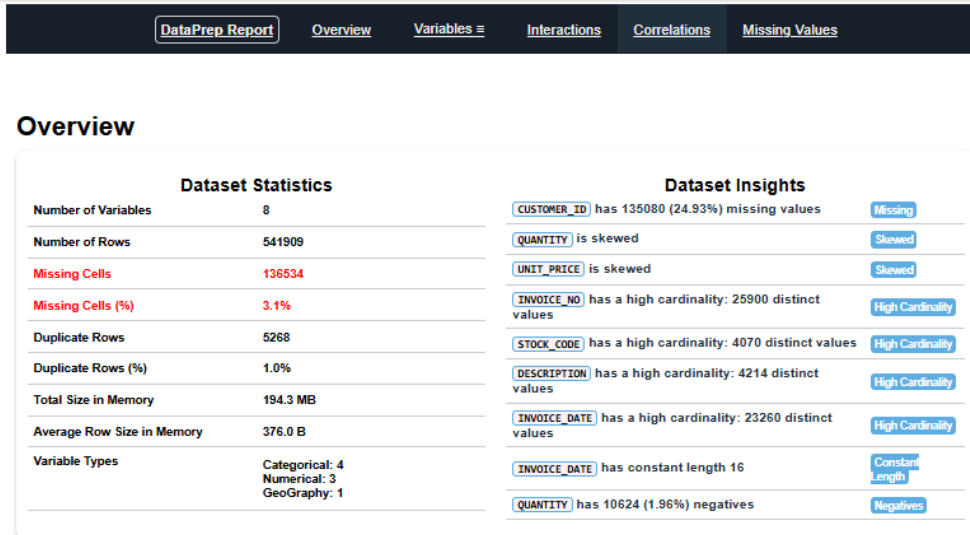 DataPrep Report Overview Variables ≡ Interactions Correlations Missing Values
Overview
Dataset Statistics
Number of Variables 8
Number of Rows 541909
Missing Cells 136534
Missing Cells (%) 3.1%
Duplicate Rows 5268
Duplicate Rows (%) 1.0%
Total Size in Memory 194.3 MB
Average Row Size in Memory 376.0 B
Variable Types Categorical: 4
Numerical: 3
GeoGraphy: 1
Dataset Insights
CUSTOMER_ID has 135080 (24.93%) missing values Missing
QUANTITY is skewed Skewed
UNIT_PRICE is skewed Skewed
INVOICE_NO has a high cardinality: 25900 distinct
values High Cardinality
STOCK_CODE has a high cardinality: 4070 distinct values High Cardinality
DESCRIPTION has a high cardinality: 4214 distinct
values High Cardinality
INVOICE_DATE has a high cardinality: 23260 distinct
values High Cardinality
INVOICE_DATE has constant length 16 Constant
Length
QUANTITY has 10624 (1.96%) negatives Negatives